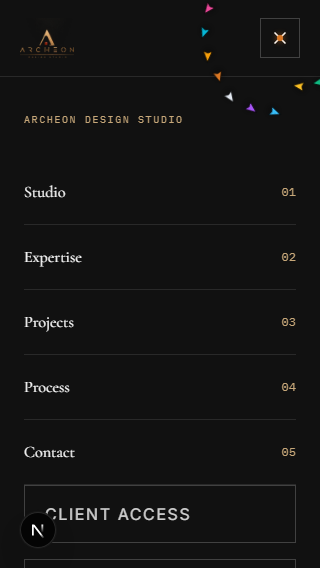 ARCHEON
ARCHEON DESIGN STUDIO
Studio 01
Expertise 02
Projects 03
Process 04
Contact 05
CLIENT ACCESS
N